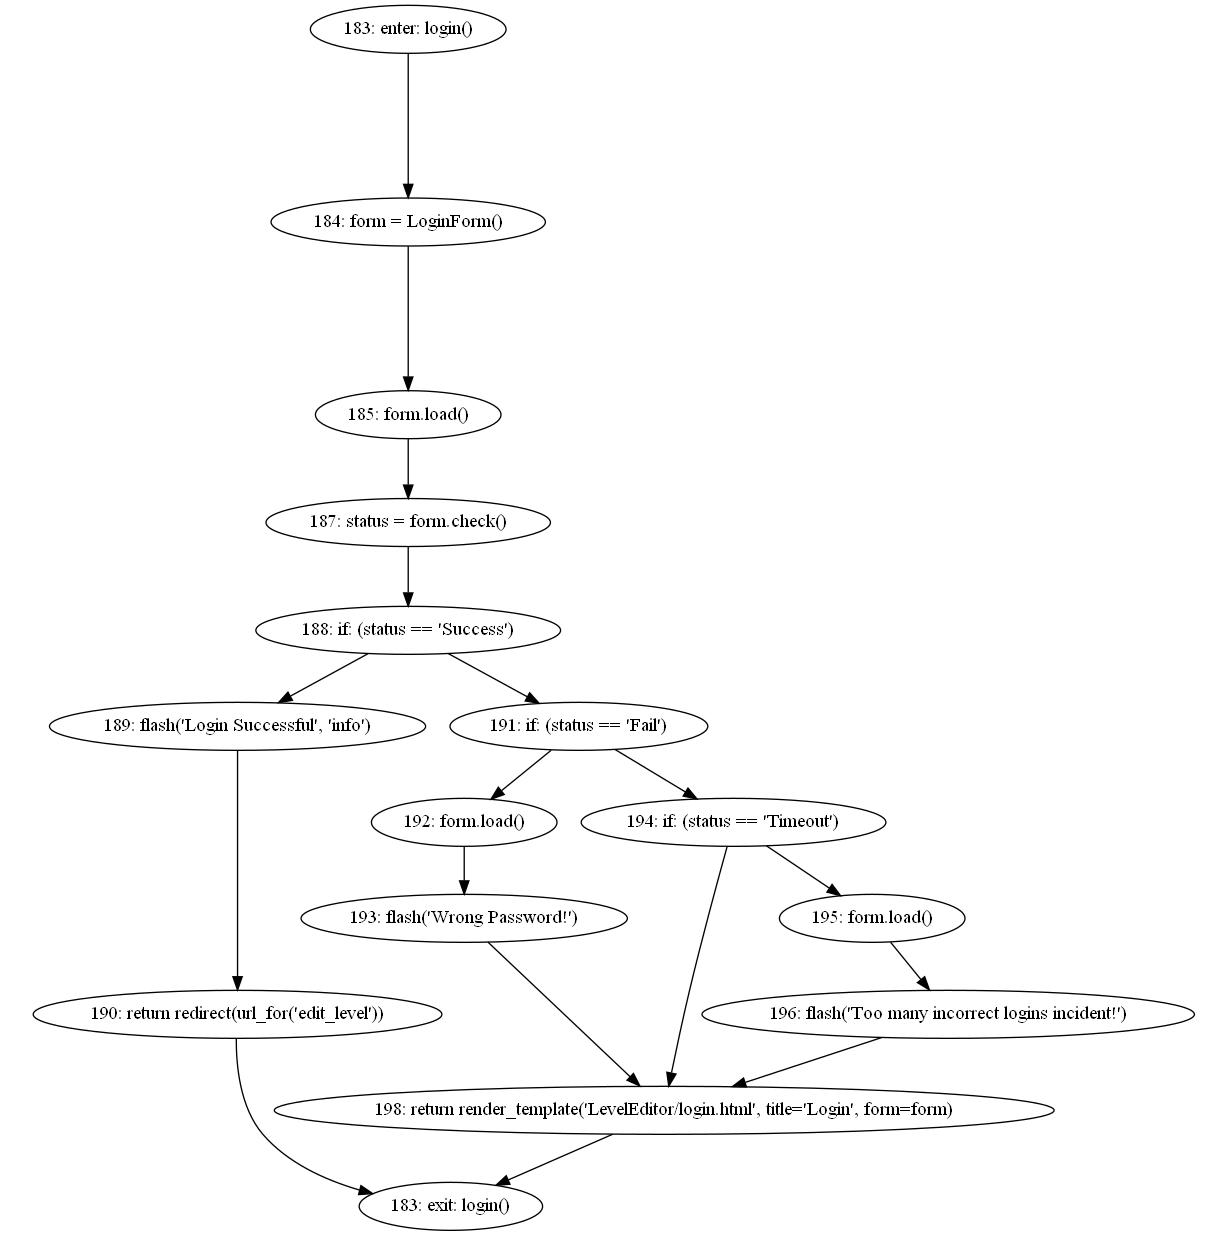 183: enter: login()
184: form = LoginForm()
185: form.load()
187: status = form.check()
188: if: (status == 'Success')
189: flash('Login Successful', 'info')
191: if: (status == 'Fail')
192: form.load()
194: if: (status == 'Timeout')
193: flash('Wrong Password!')
195: form.load()
190: return redirect(url_for('edit_level'))
196: flash('Too many incorrect logins incident!')
198: return render_template('LevelEditor/login.html', title='Login', form=form)
183: exit: login()